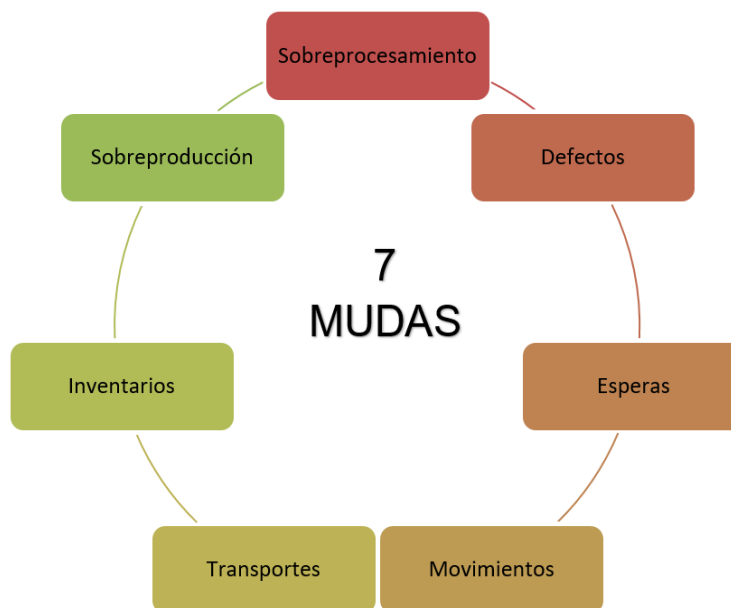 Sobreprocesamiento
Defectos
Esperas
Movimientos
Transportes
Inventarios
Sobreproducción
7
MUDAS